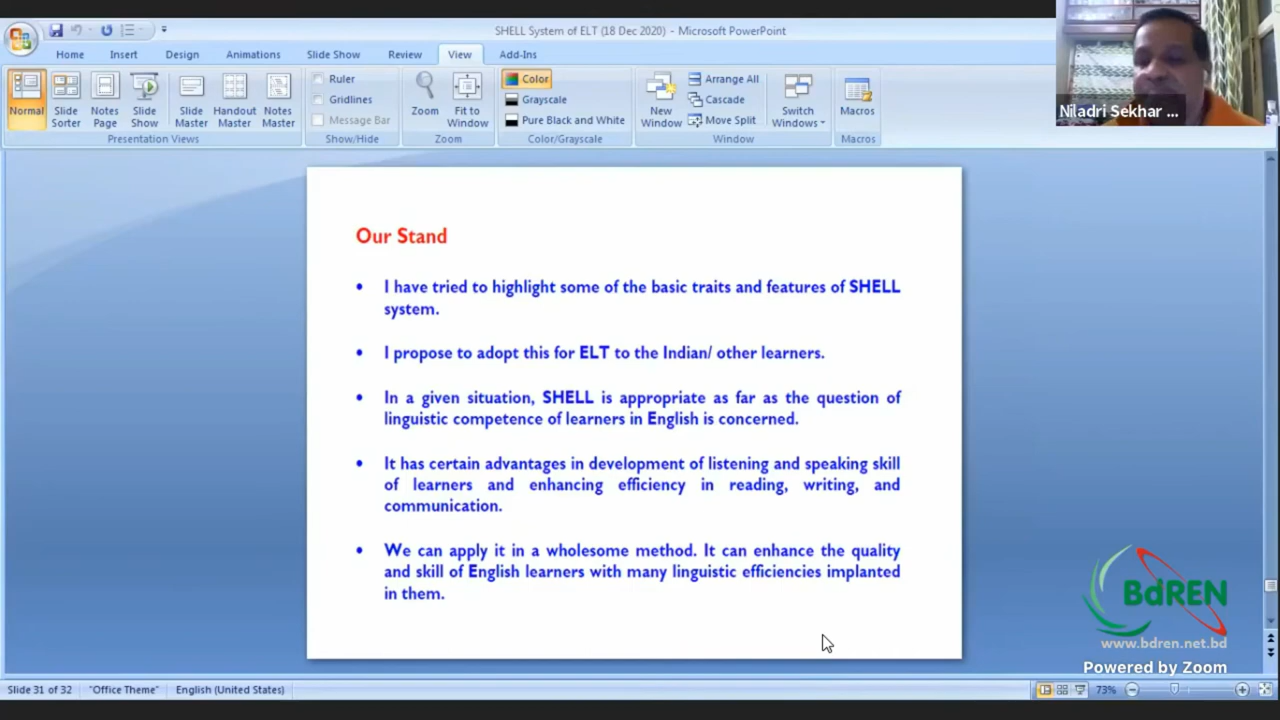 SHELL System of ELT (18 Dec 2020) - Microsoft PowerPoint
Home Insert Design Animations Slide Show Review View Add-Ins
Normal
Slide Sorter
Notes Page
Slide Show
Slide Master
Handout Master
Notes Master
Presentation Views
Ruler
Gridlines
Message Bar
Show/Hide
Zoom
Fit to Window
Zoom
Color
Grayscale
Pure Black and White
Color/Grayscale
New Window
Arrange All
Cascade
Move Split
Switch Windows
Window
Macros
Macros
Niladri Sekhar ...
Our Stand
• I have tried to highlight some of the basic traits and features of SHELL
system.
• I propose to adopt this for ELT to the Indian/ other learners.
• In a given situation, SHELL is appropriate as far as the question of
linguistic competence of learners in English is concerned.
• It has certain advantages in development of listening and speaking skill
of learners and enhancing efficiency in reading, writing, and
communication.
• We can apply it in a wholesome method. It can enhance the quality
and skill of English learners with many linguistic efficiencies implanted
in them.
BdREN
www.bdren.net.bd
Powered by Zoom
Slide 31 of 32 "Office Theme" English (United States) 73%